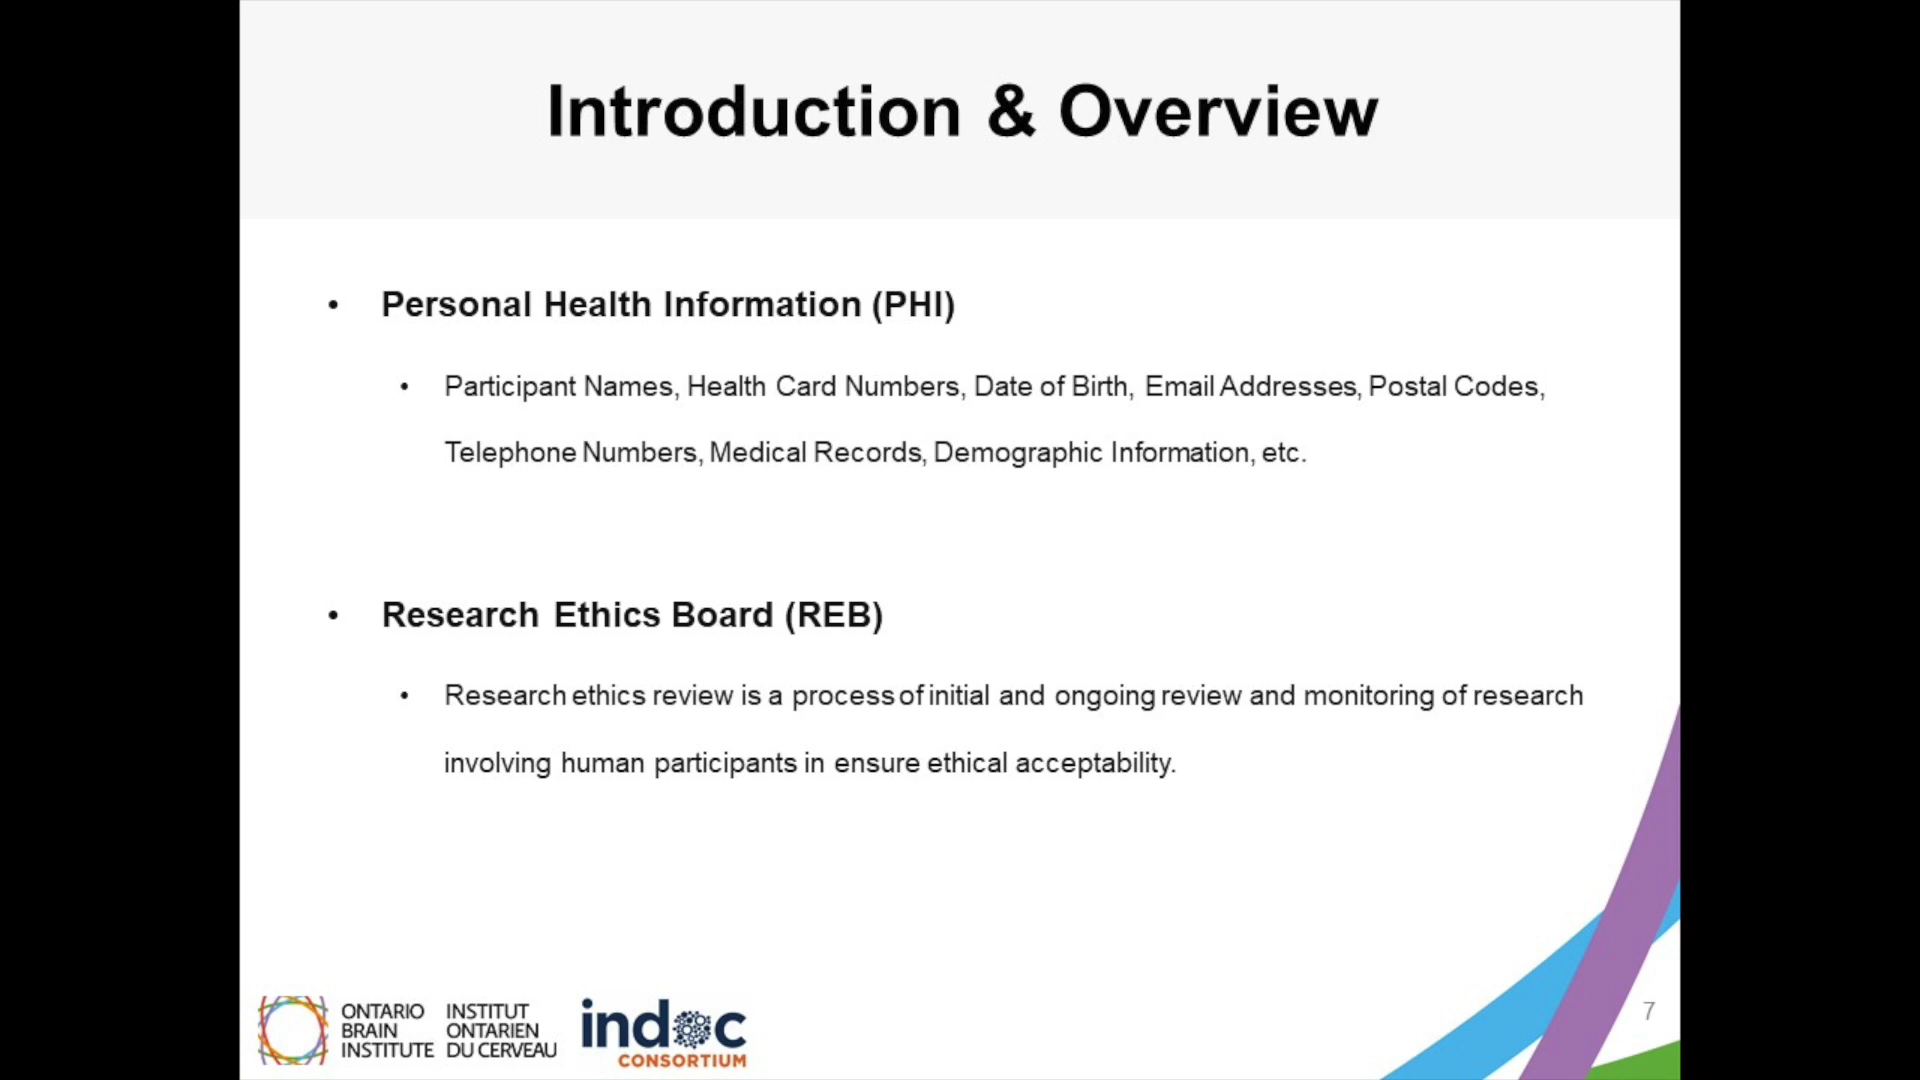 Introduction & Overview
• Personal Health Information (PHI)
• Participant Names, Health Card Numbers, Date of Birth, Email Addresses, Postal Codes,
Telephone Numbers, Medical Records, Demographic Information, etc.
• Research Ethics Board (REB)
• Research ethics review is a process of initial and ongoing review and monitoring of research
involving human participants in ensure ethical acceptability.
ONTARIO
BRAIN
INSTITUTE
INSTITUT
ONTARIEN
DU CERVEAU
indoc
CONSORTIUM
7